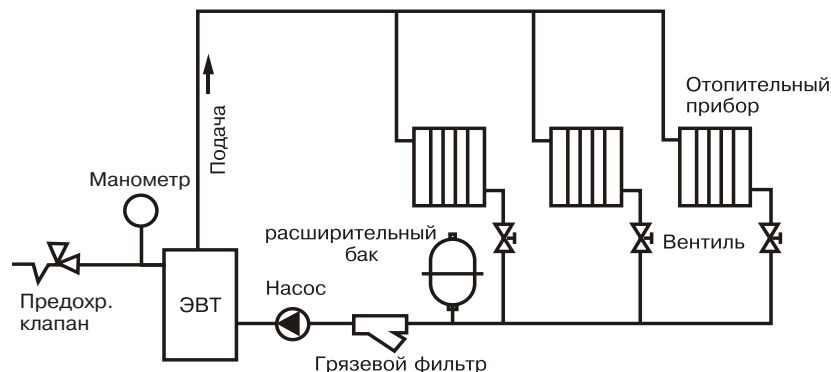 Отопительный
прибор
Подача
Манометр
расширительный
бак
Вентиль
Предохр.
клапан
ЭВТ
Насос
Грязевой фильтр